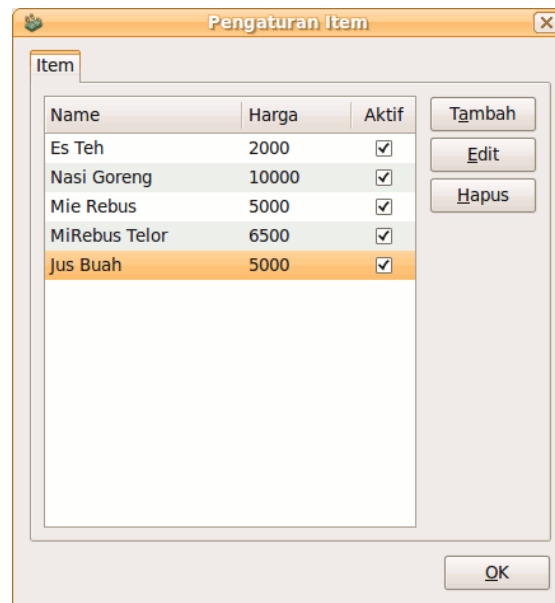 Pengaturan Item
Item
Name Harga Aktif
Es Teh 2000
Nasi Goreng 10000
Mie Rebus 5000
MiRebus Telor 6500
Jus Buah 5000
Tambah
Edit
Hapus
OK